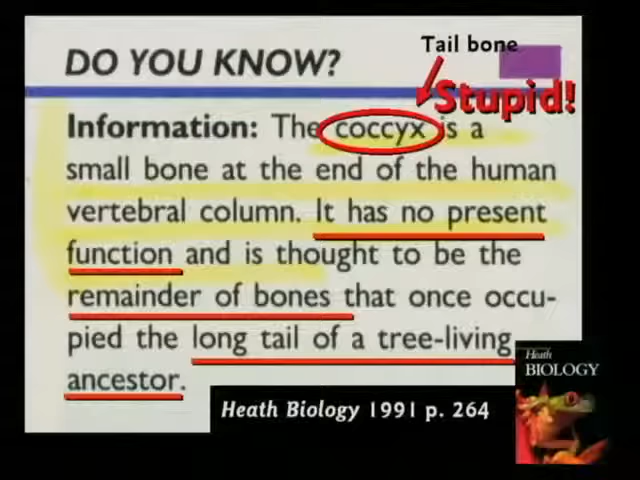 Tail bone
DO YOU KNOW?
Stupid!
Information: The coccyx is a
small bone at the end of the human
vertebral column. It has no present
function and is thought to be the
remainder of bones that once occu-
pied the long tail of a tree-living
ancestor.
Heath
BIOLOGY
Heath Biology 1991 p. 264